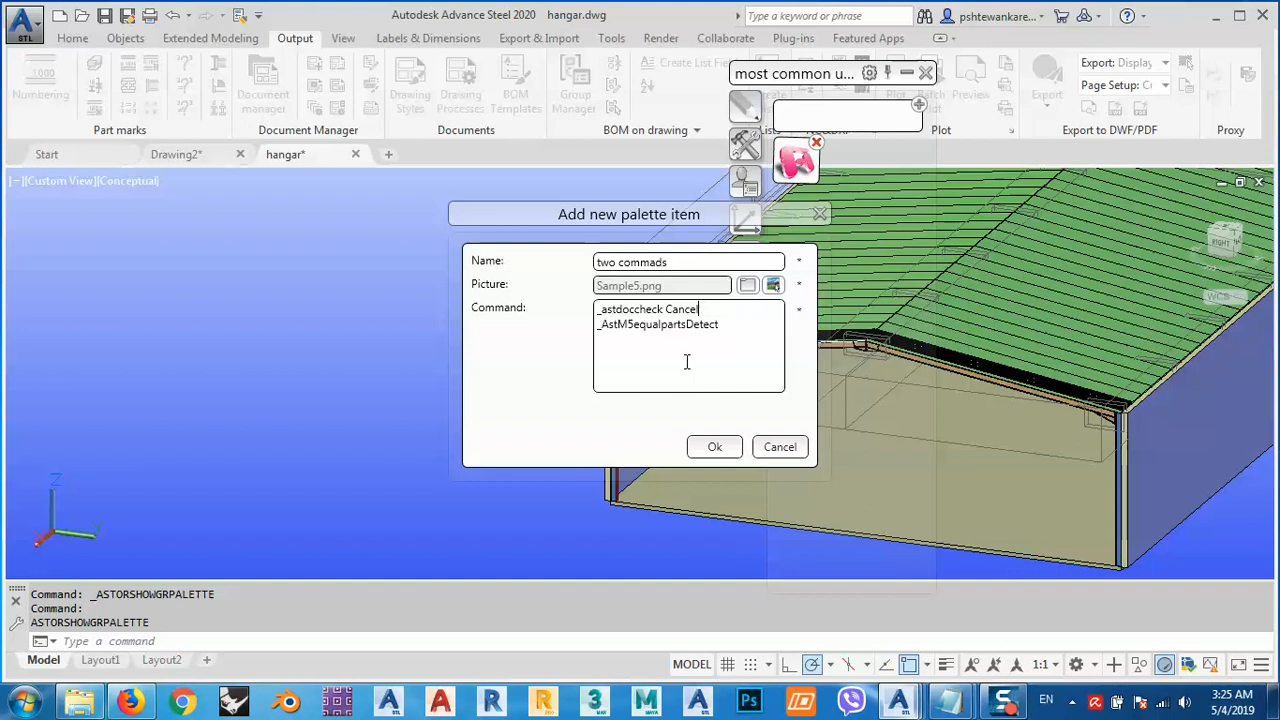 Autodesk Advance Steel 2020 hangar.dwg
Type a keyword or phrase
pshtewankare...
STL
Home Objects Extended Modeling Output View Labels & Dimensions Export & Import Tools Render Collaborate Plug-ins Featured Apps
Numbering
Document manager
Drawing Styles
Drawing Processes
BOM Templates
Group Manager
Create List
Preview
Export
Export: Display
Page Setup:
Part marks Document Manager Documents BOM on drawing Plot Export to DWF/PDF Proxy
most common u...
Start Drawing2* hangar*
[−][Custom View][Conceptual]
RIGHT
WCS
Add new palette item
Name: two commads *
Picture: Sample5.png *
Command: _astdoccheck Cancel *
_AstM5equalpartsDetect
Ok Cancel
Z
Y
Command: _ASTORSHOWGRPALETTE
Command:
ASTORSHOWGRPALETTE
Type a command
Model Layout1 Layout2
MODEL 1:1
EN 3:25 AM
5/4/2019